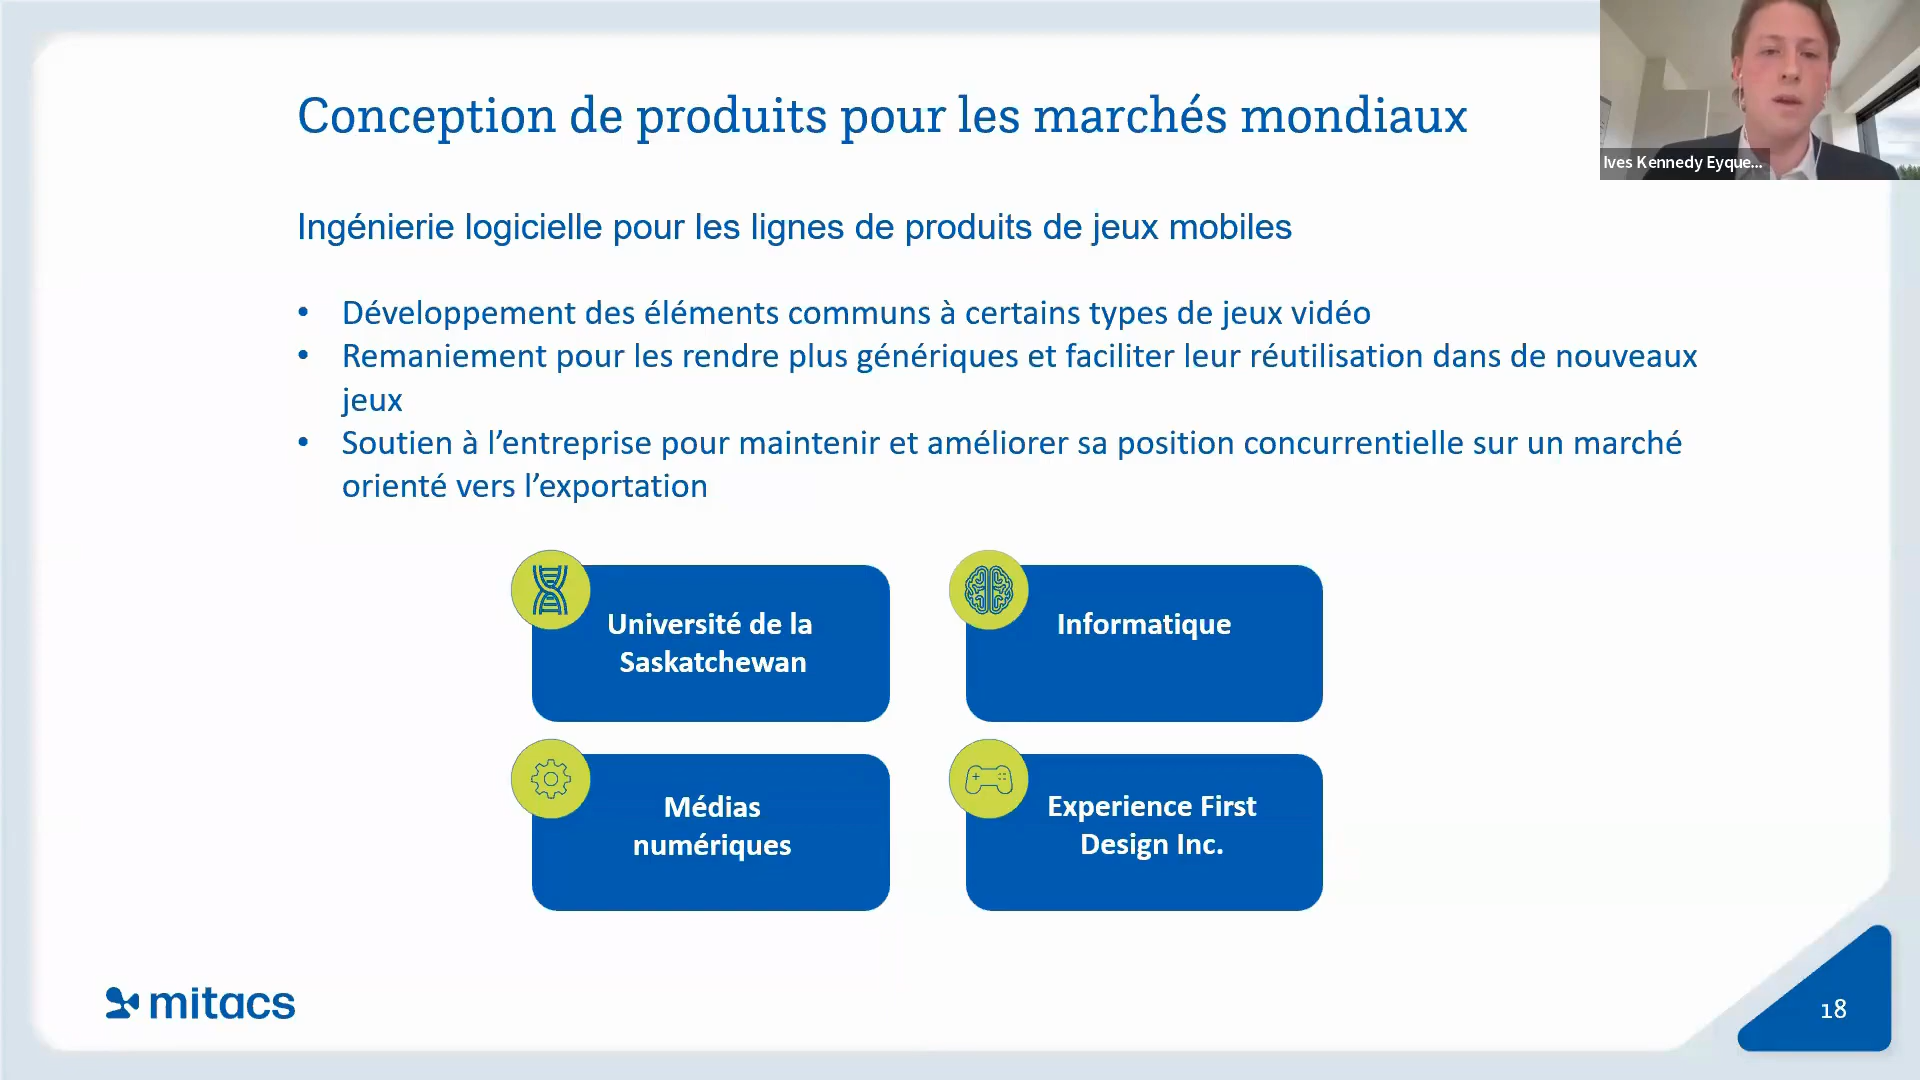 Conception de produits pour les marchés mondiaux
Ives Kennedy Eyque...
Ingénierie logicielle pour les lignes de produits de jeux mobiles
• Développement des éléments communs à certains types de jeux vidéo
• Remaniement pour les rendre plus génériques et faciliter leur réutilisation dans de nouveaux
jeux
• Soutien à l’entreprise pour maintenir et améliorer sa position concurrentielle sur un marché
orienté vers l’exportation
Université de la
Saskatchewan
Informatique
Médias
numériques
Experience First
Design Inc.
mitacs
18